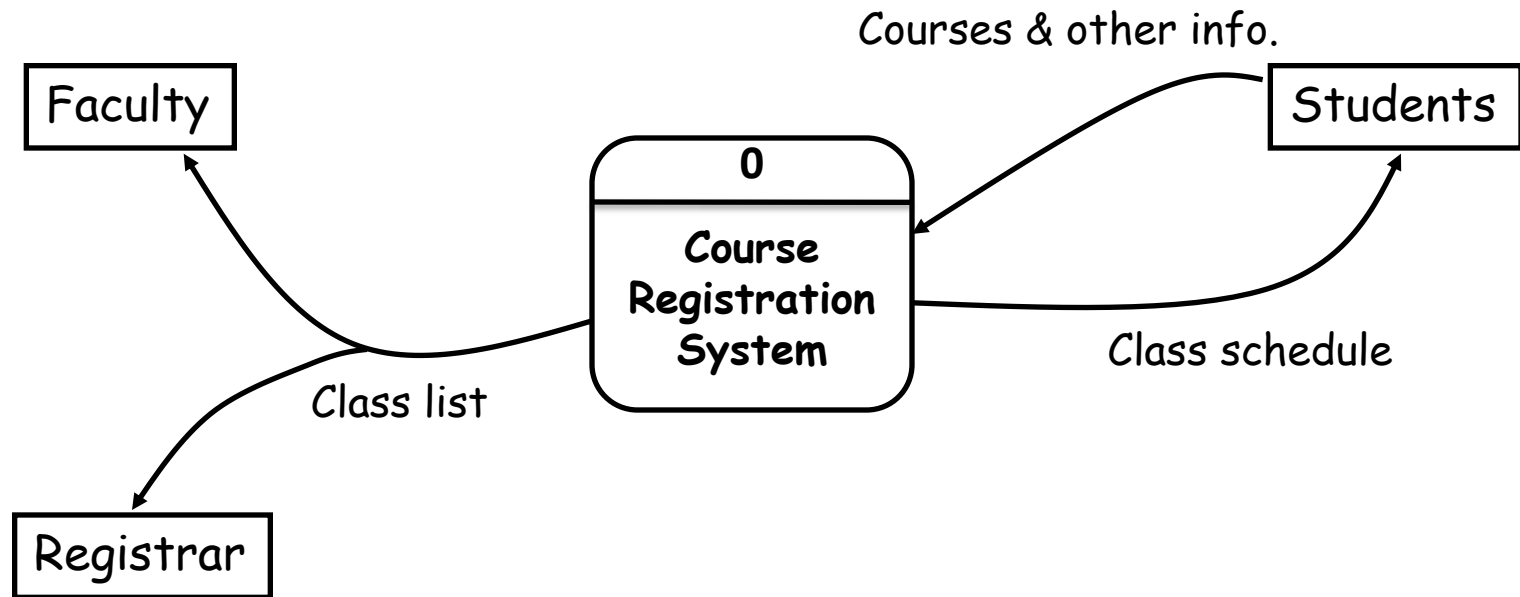 Courses & other info.
Faculty
Students
0
Course
Registration
System
Class schedule
Class list
Registrar